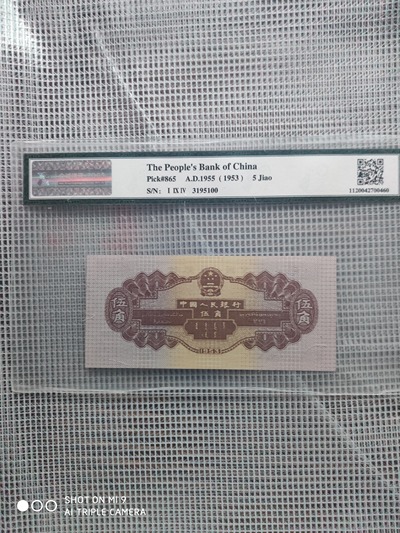 The People's Bank of China
Pick#865 A.D.1955 ( 1953 ) 5 Jiao
S/N: I IX IV 3195100
1120042700460
中國人民銀行
伍角
伍角
伍角
1953
SHOT ON MI 9
AI TRIPLE CAMERA